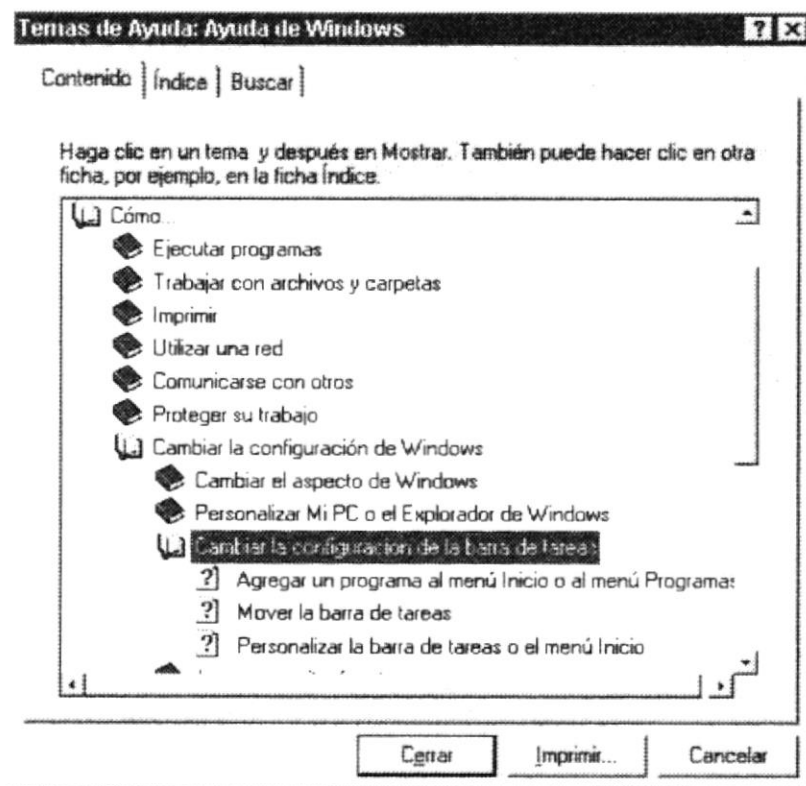 Temas de Ayuda: Ayuda de Windows
Contenido Índice Buscar
Haga clic en un tema y después en Mostrar. También puede hacer clic en otra
ficha, por ejemplo, en la ficha Índice.
Cómo...
Ejecutar programas
Trabajar con archivos y carpetas
Imprimir
Utilizar una red
Comunicarse con otros
Proteger su trabajo
Cambiar la configuración de Windows
Cambiar el aspecto de Windows
Personalizar Mi PC o el Explorador de Windows
Cambiar la configuración de la barra de tareas
Agregar un programa al menú Inicio o al menú Programas
Mover la barra de tareas
Personalizar la barra de tareas o el menú Inicio
Cerrar Imprimir... Cancelar